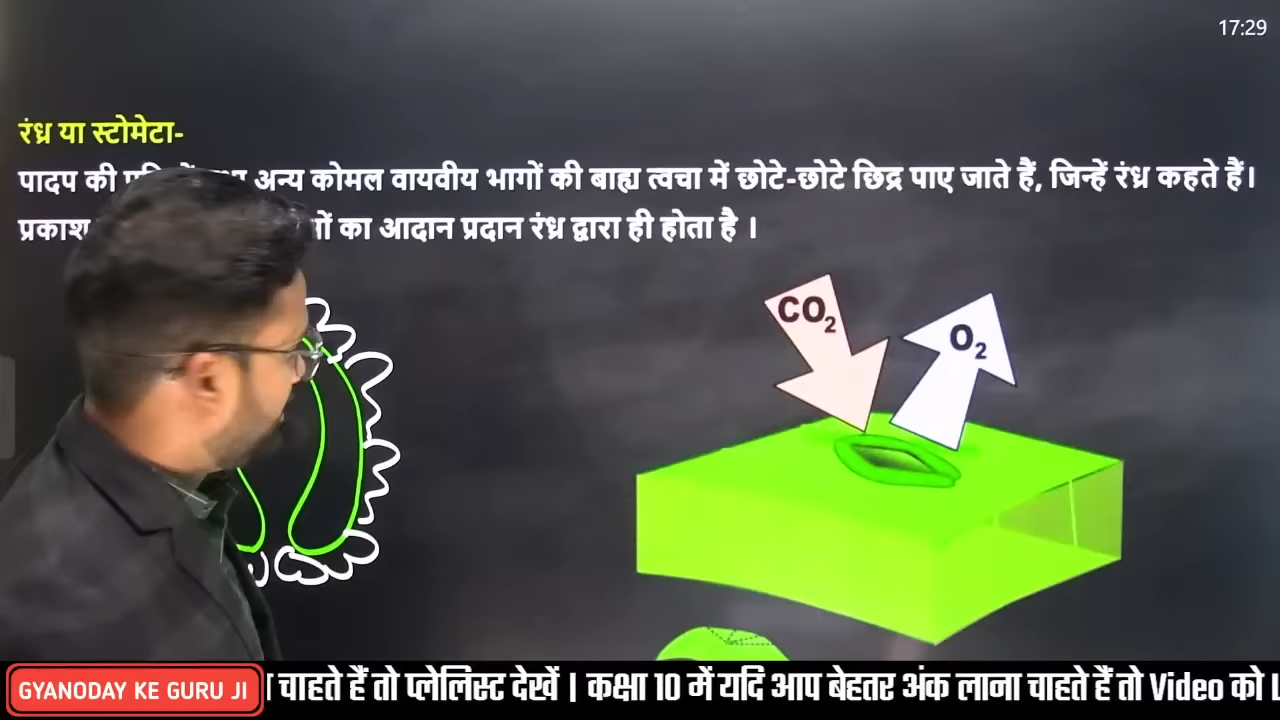 17:29
रंध्र या स्टोमेटा-
पादप की अन्य कोमल वायवीय भागों की बाह्य त्वचा में छोटे-छोटे छिद्र पाए जाते हैं, जिन्हें रंध्र कहते हैं।
का आदान प्रदान रंध्र द्वारा ही होता है ।
CO2
O2
GYANODAY KE GURU JI
चाहते हैं तो प्लेलिस्ट देखें | कक्षा 10 में यदि आप बेहतर अंक लाना चाहते हैं तो Video को